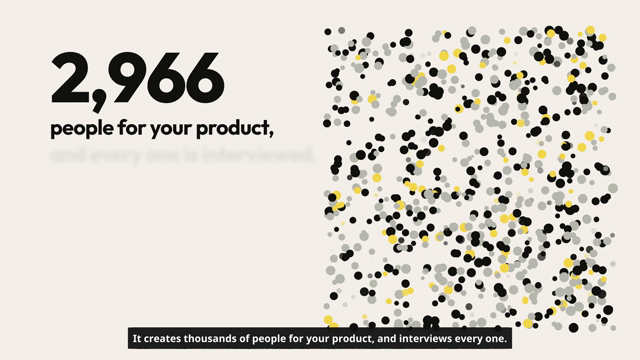 2,966
people for your product,
and every one is interviewed.
It creates thousands of people for your product, and interviews every one.